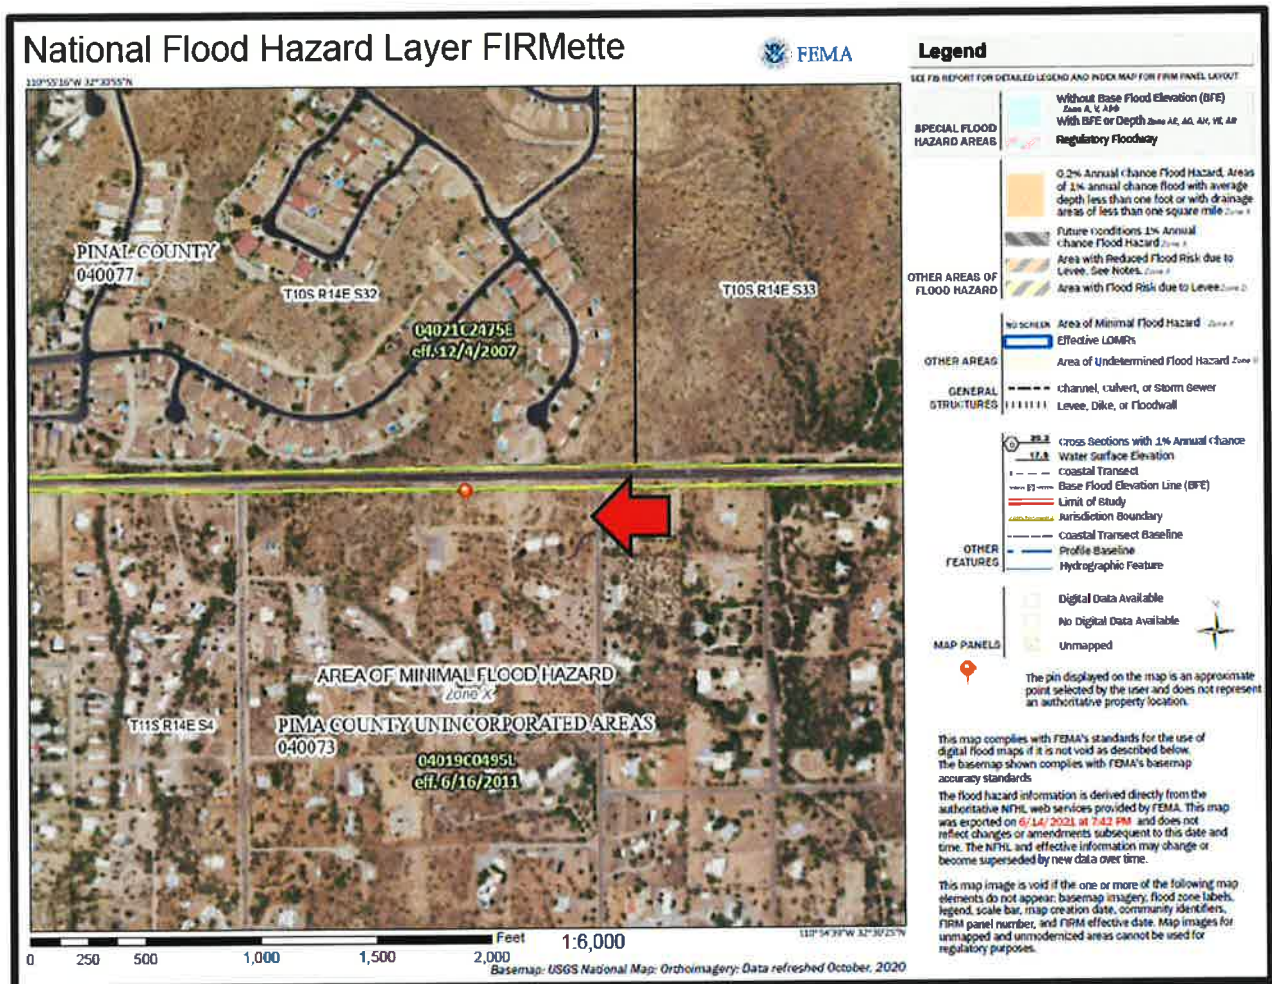 National Flood Hazard Layer FIRMette
FEMA
Legend
110°55'16"W 32°30'55"N
SEE FIS REPORT FOR DETAILED LEGEND AND INDEX MAP FOR FIRM PANEL LAYOUT
SPECIAL FLOOD
HAZARD AREAS
Without Base Flood Elevation (BFE)
Zone A, V, A99
With BFE or Depth Zone AE, AO, AH, VE, AR
Regulatory Floodway
OTHER AREAS OF
FLOOD HAZARD
0.2% Annual Chance Flood Hazard, Areas
of 1% annual chance flood with average
depth less than one foot or with drainage
areas of less than one square mile Zone X
Future Conditions 1% Annual
Chance Flood Hazard Zone X
Area with Reduced Flood Risk due to
Levee. See Notes. Zone X
Area with Flood Risk due to Levee Zone D
OTHER AREAS
NO SCREEN Area of Minimal Flood Hazard Zone X
Effective LOMRs
Area of Undetermined Flood Hazard Zone D
GENERAL
STRUCTURES
Channel, Culvert, or Storm Sewer
Levee, Dike, or Floodwall
20.2 Cross Sections with 1% Annual Chance
17.5 Water Surface Elevation
Coastal Transect
Base Flood Elevation Line (BFE)
Limit of Study
Jurisdiction Boundary
Coastal Transect Baseline
OTHER
FEATURES
Profile Baseline
Hydrographic Feature
MAP PANELS
Digital Data Available
No Digital Data Available
Unmapped
The pin displayed on the map is an approximate
point selected by the user and does not represent
an authoritative property location.
This map complies with FEMA's standards for the use of
digital flood maps if it is not void as described below.
The basemap shown complies with FEMA's basemap
accuracy standards
The flood hazard information is derived directly from the
authoritative NFHL web services provided by FEMA. This map
was exported on 6/14/2021 at 7:42 PM and does not
reflect changes or amendments subsequent to this date and
time. The NFHL and effective information may change or
become superseded by new data over time.
This map image is void if the one or more of the following map
elements do not appear: basemap imagery, flood zone labels,
legend, scale bar, map creation date, community identifiers,
FIRM panel number, and FIRM effective date. Map images for
unmapped and unmodernized areas cannot be used for
regulatory purposes.
PINAL COUNTY
040077
T10S R14E S32
T10S R14E S33
04021C2475E
eff. 12/4/2007
AREA OF MINIMAL FLOOD HAZARD
Zone X
T11S R14E S4
PIMA COUNTY UNINCORPORATED AREAS
040073
04019C0495L
eff. 6/16/2011
110°54'39"W 32°30'25"N
Feet 1:6,000
0 250 500 1,000 1,500 2,000
Basemap: USGS National Map: Orthoimagery: Data refreshed October, 2020